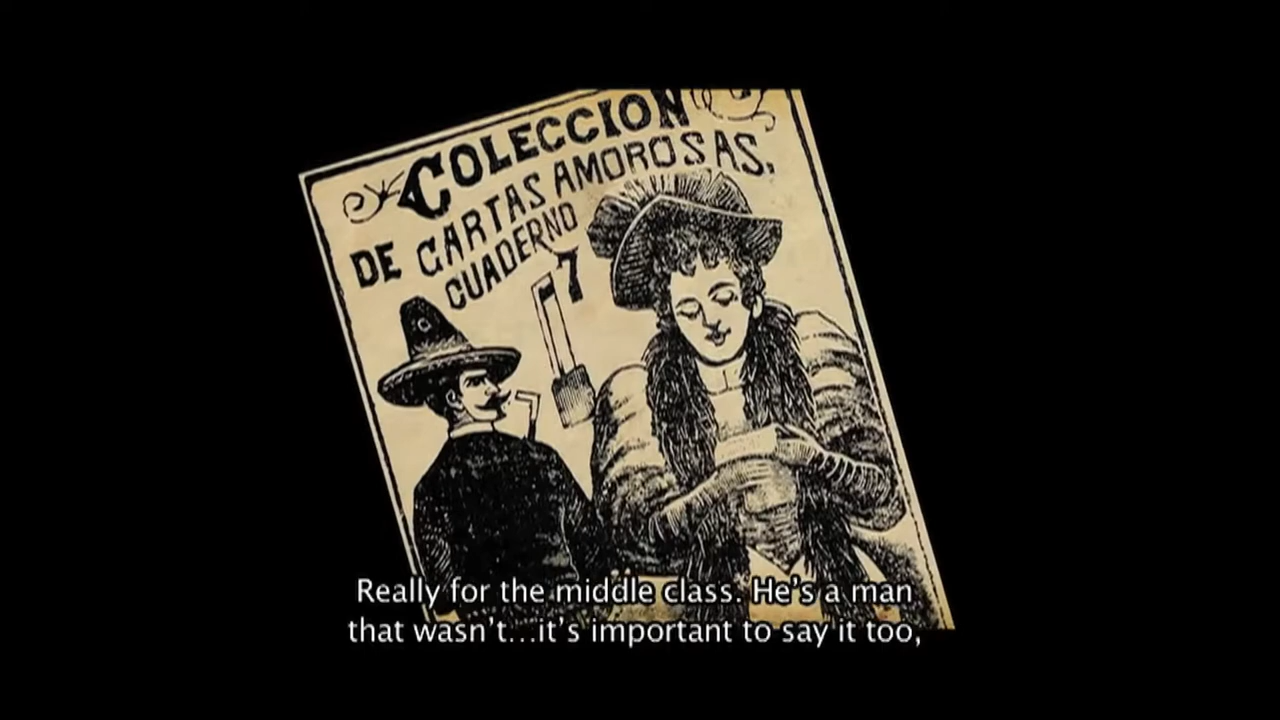 COLECCION
DE CARTAS AMOROSAS.
CUADERNO
7
Really for the middle class. He's a man
that wasn't...it's important to say it too,